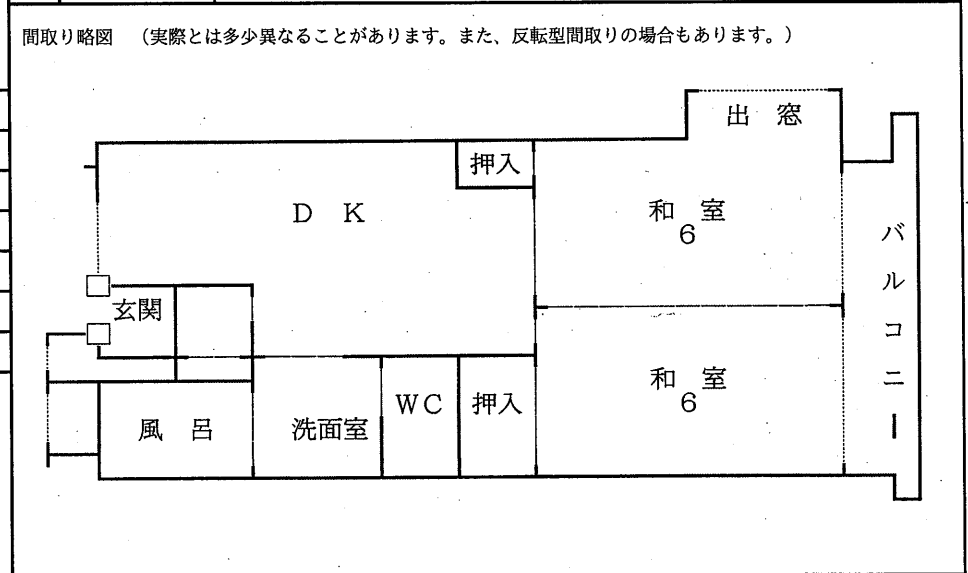 間取り略図　（実際とは多少異なることがあります。また、反転型間取りの場合もあります。）
出　窓
押入
Ｄ　Ｋ
和　室
６
バルコニー
玄関
和　室
６
ＷＣ
押入
風　呂
洗面室